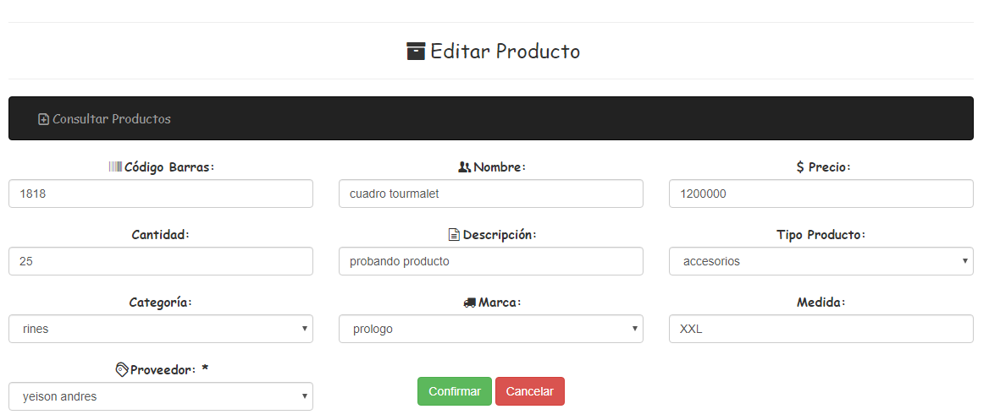 Editar Producto
Consultar Productos
Código Barras:
Nombre:
$ Precio:
1818
cuadro tourmalet
1200000
Cantidad:
Descripción:
Tipo Producto:
25
probando producto
accesorios
Categoría:
Marca:
Medida:
rines
prologo
XXL
Proveedor: *
yeison andres
Confirmar
Cancelar